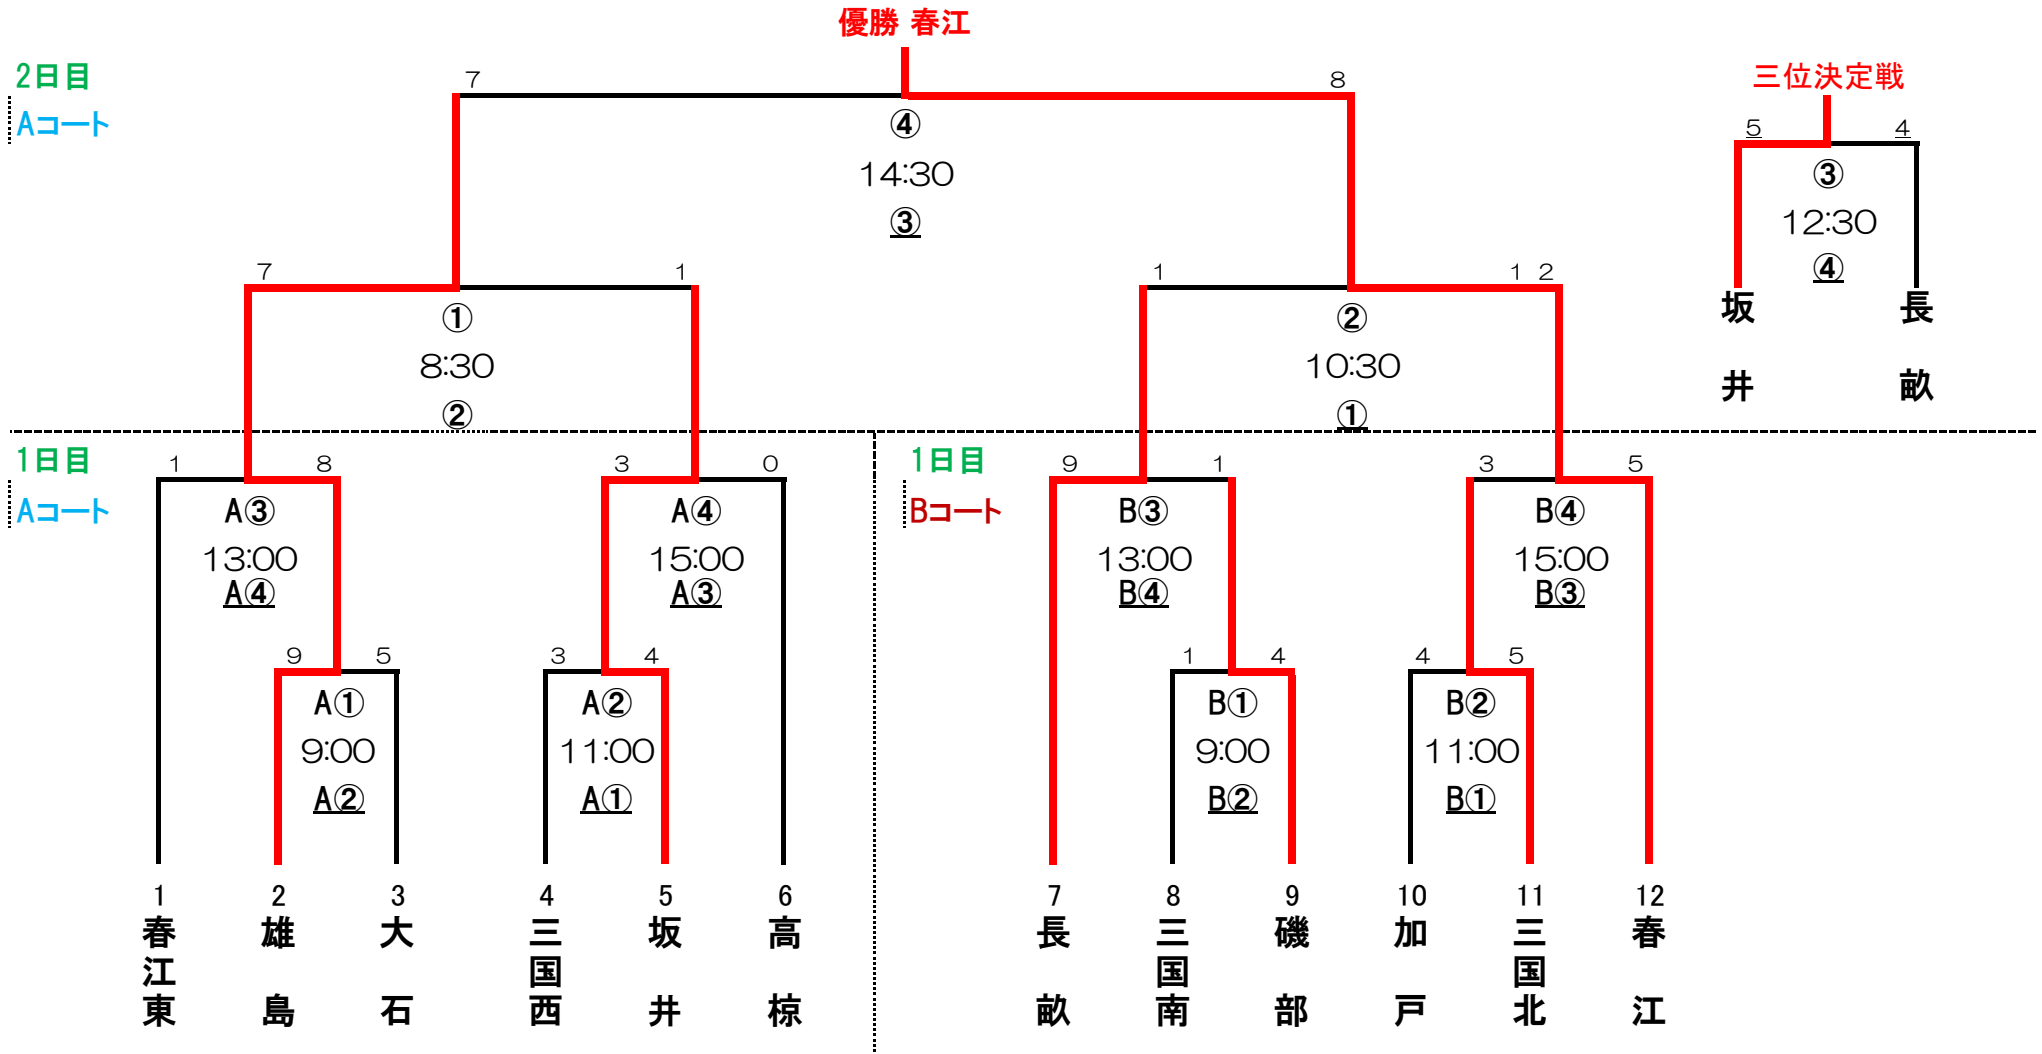 優勝 春江
2日目
7
8
三位決定戦
Aコート
④
5
4
14:30
③
③
12:30
④
7
1
1
1 2
坂井
長畝
①
②
8:30
10:30
②
①
1日目
1
8
3
0
1日目
9
1
3
5
Aコート
A③
A④
Bコート
B③
B④
13:00
15:00
13:00
15:00
A④
A③
B④
B③
9
5
3
4
1
4
4
5
A①
A②
B①
B②
9:00
11:00
9:00
11:00
A②
A①
B②
B①
1
2
3
4
5
6
7
8
9
10
11
12
春江東
雄島
大石
三国西
坂井
高椋
長畝
三国南
磯部
加戸
三国北
春江